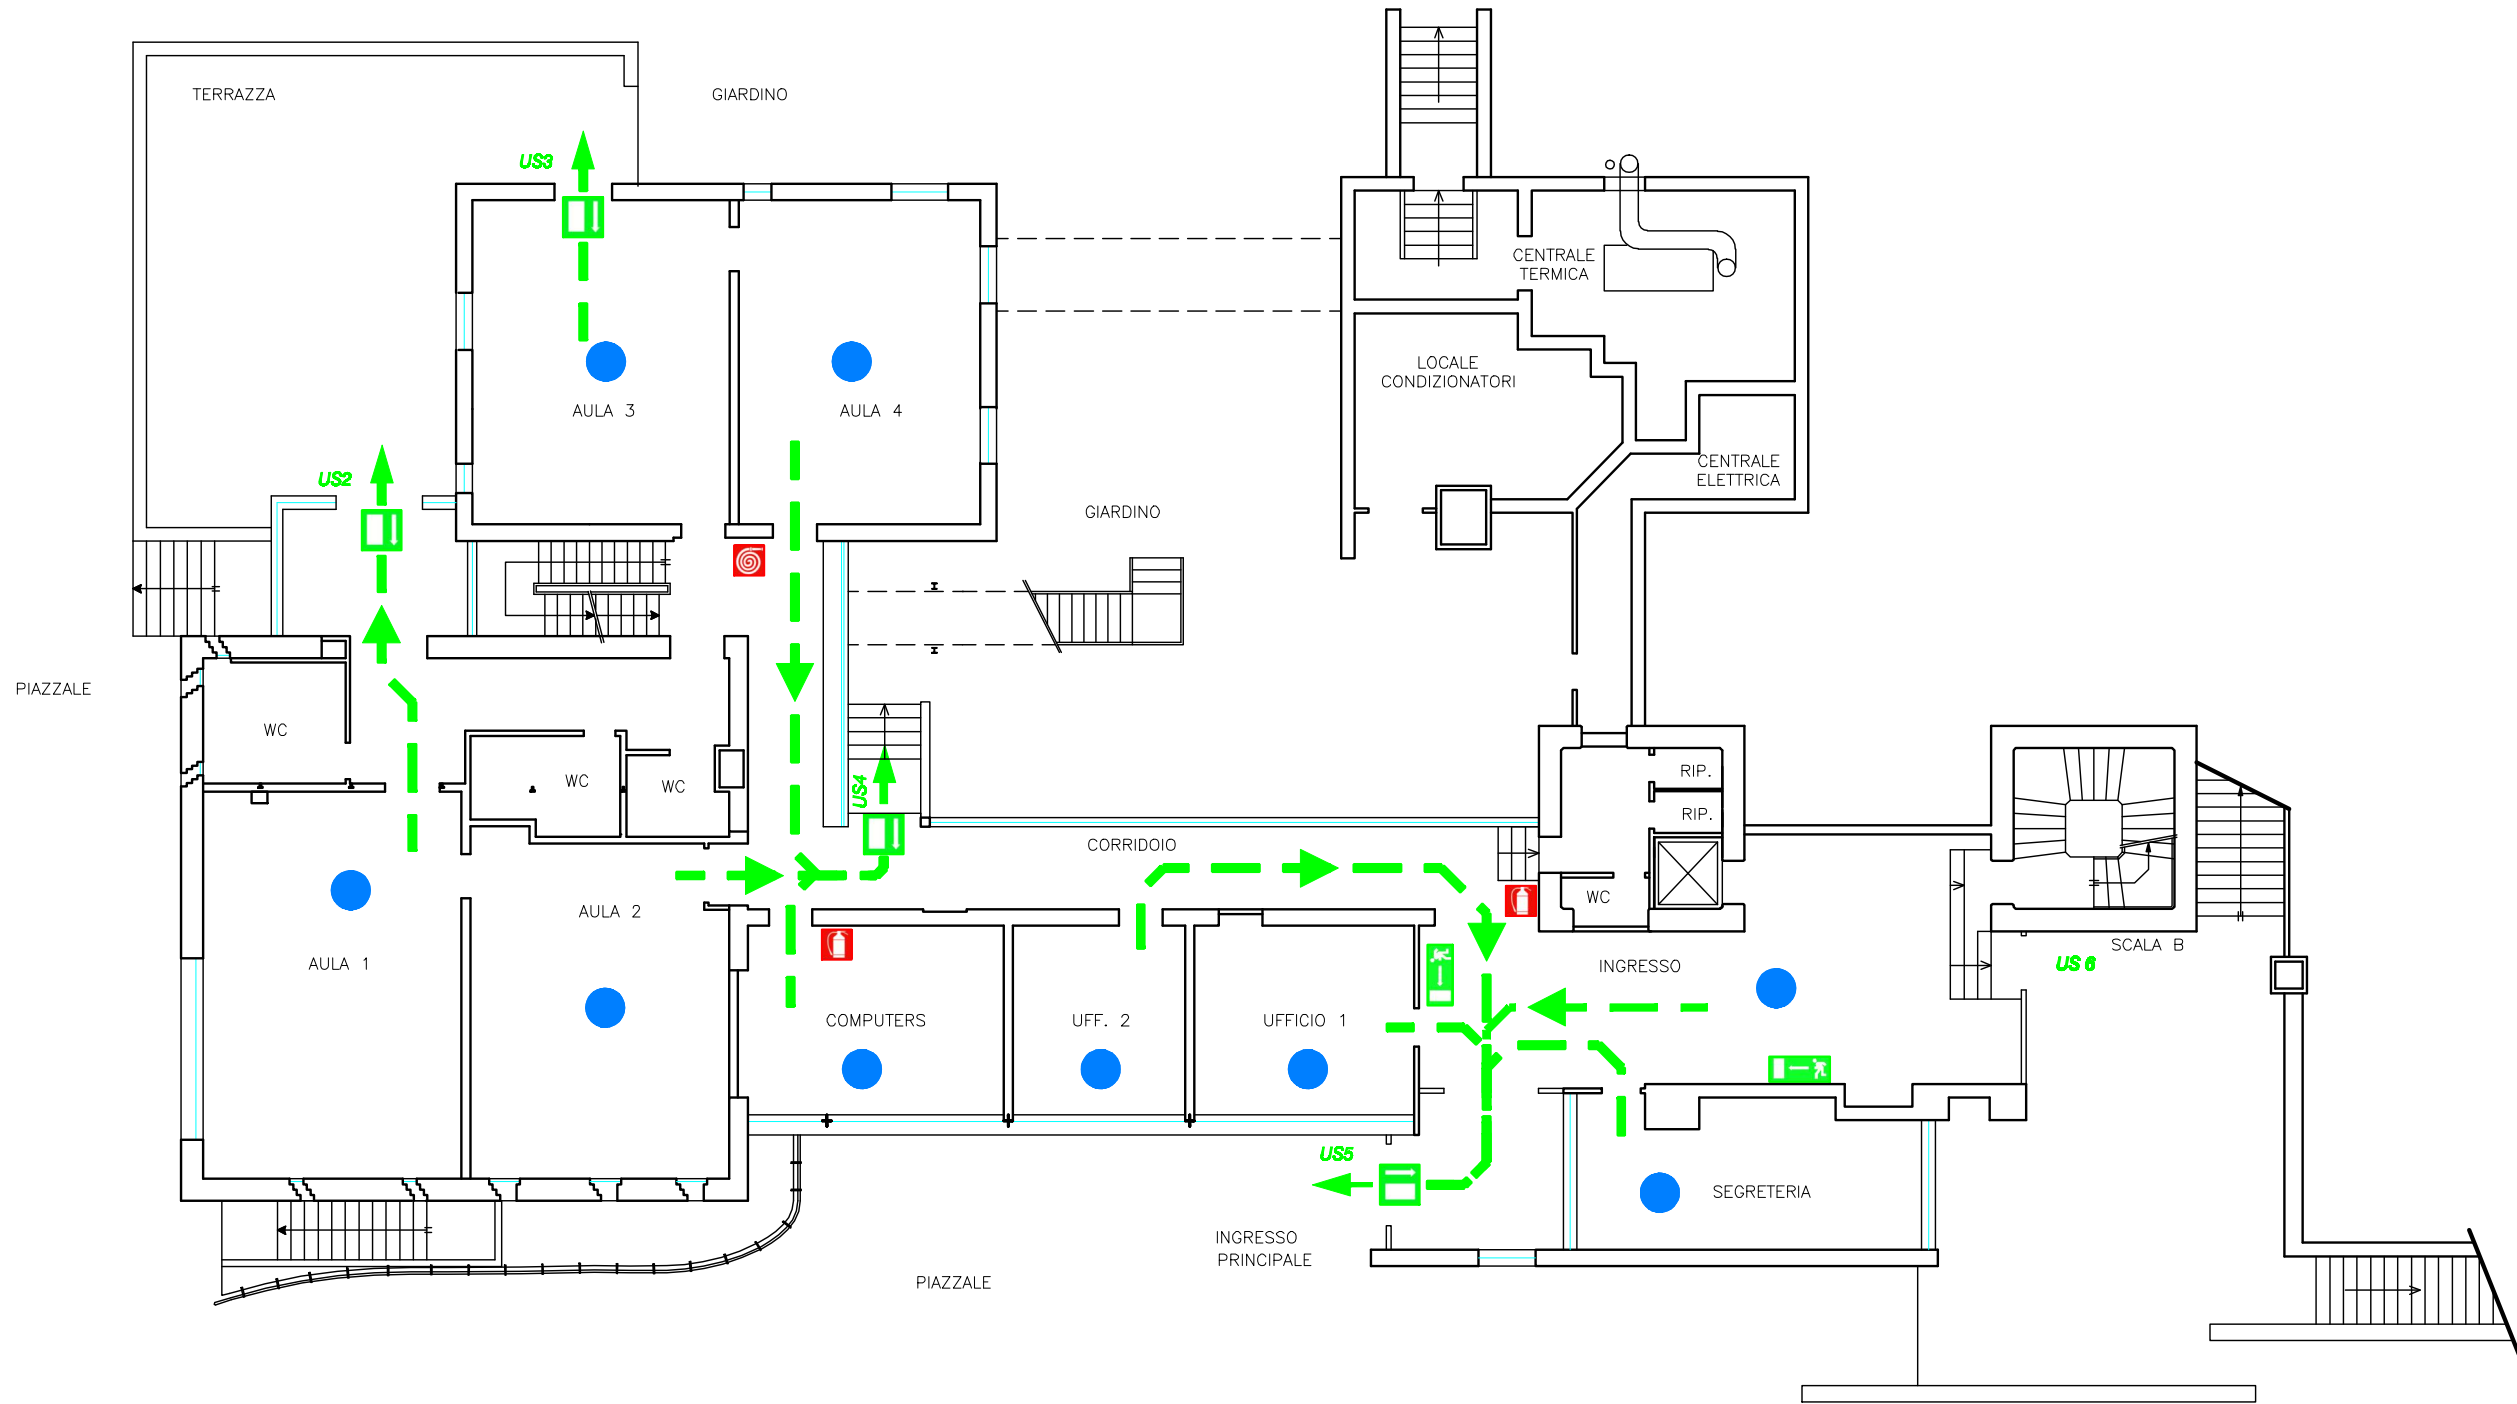 TERRAZZA
GIARDINO
US3
CENTRALE
TERMICA
LOCALE
CONDIZIONATORI
AULA 3
AULA 4
US2
CENTRALE
ELETTRICA
GIARDINO
PIAZZALE
WC
WC
WC
US4
RIP.
RIP.
CORRIDOIO
WC
AULA 2
SCALA B
AULA 1
INGRESSO
US 6
COMPUTERS
UFF. 2
UFFICIO 1
US5
SEGRETERIA
INGRESSO
PRINCIPALE
PIAZZALE